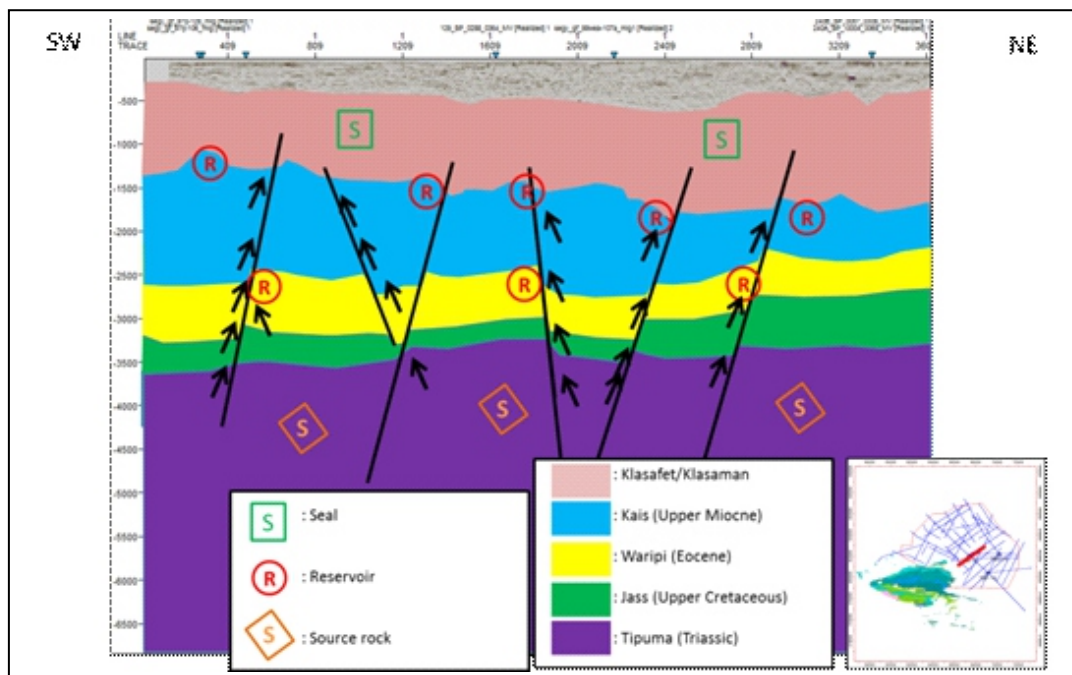 SW
NE
LINE
TRACE
409 809 1209 1609 2009 2409 2809 3209
-500
-1000
-1500
-2000
-2500
-3000
-3500
-4000
-4500
-5000
-5500
-6000
-6500
S
S
R
R
R
R
R
R
R
R
S
S
S
S : Seal
R : Reservoir
S : Source rock
: Klasafet/Klasaman
: Kais (Upper Miocne)
: Waripi (Eocene)
: Jass (Upper Cretaceous)
: Tipuma (Triassic)